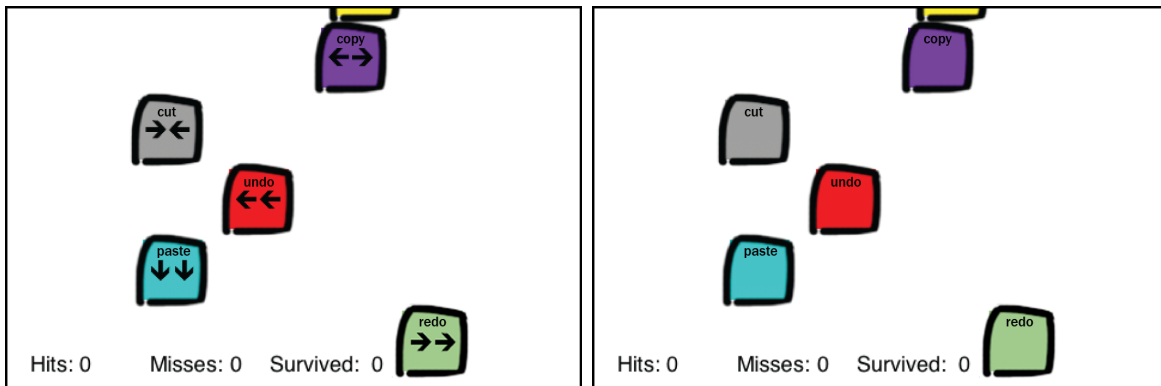 copy
cut
undo
paste
redo
Hits: 0 Misses: 0 Survived: 0
copy
cut
undo
paste
redo
Hits: 0 Misses: 0 Survived: 0